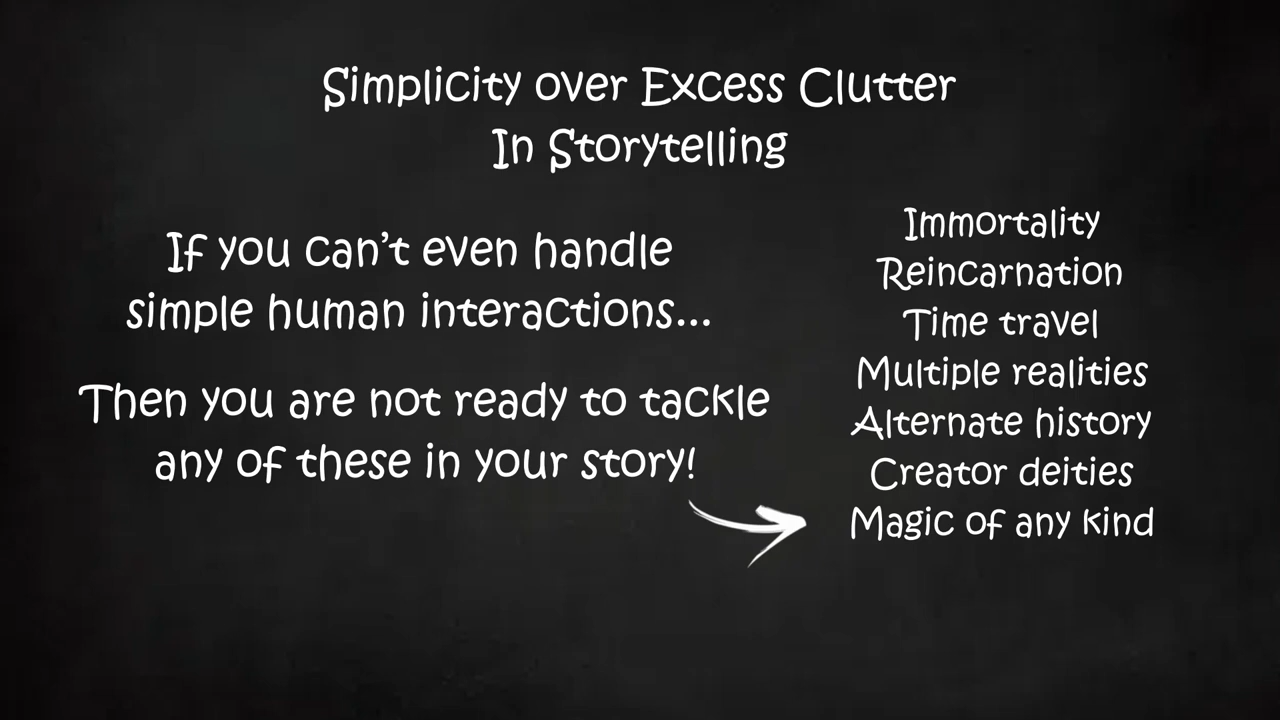 Simplicity over Excess Clutter
In Storytelling
If you can't even handle
simple human interactions...
Then you are not ready to tackle
any of these in your story!
Immortality
Reincarnation
Time travel
Multiple realities
Alternate history
Creator deities
Magic of any kind